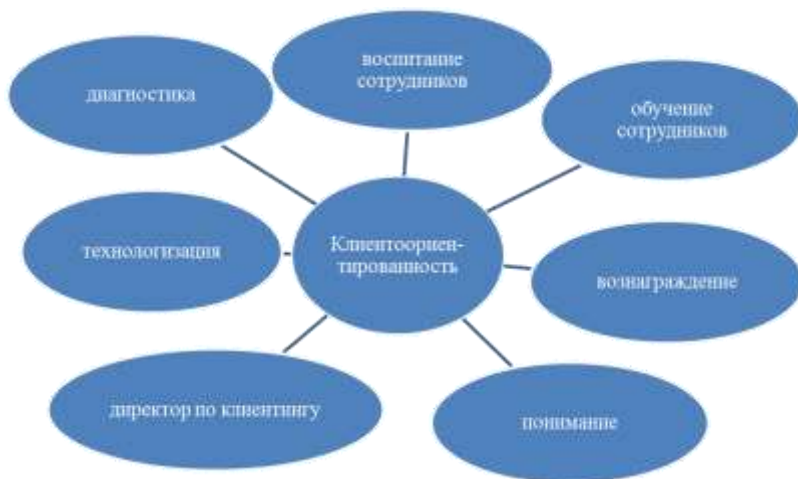 воспитание
сотрудников
диагностика
обучение
сотрудников
технологизация
Клиентоориен-
тированность
вознаграждение
директор по клиентингу
понимание